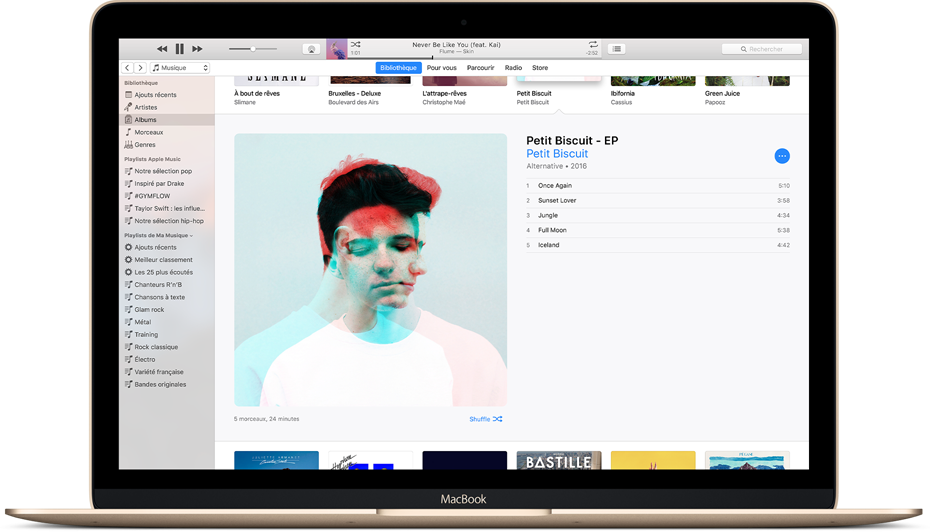 Never Be Like You (feat. Kai)
Flume — Skin
1:01
-2:52
Rechercher
Musique
Bibliothèque
Pour vous
Parcourir
Radio
Store
Bibliothèque
Ajouts récents
Artistes
Albums
Morceaux
Genres
Playlists Apple Music
Notre sélection pop
Inspiré par Drake
#GYMFLOW
Taylor Swift : les influe...
Notre sélection hip-hop
Playlists de Ma Musique
Ajouts récents
Meilleur classement
Les 25 plus écoutés
Chanteurs R'n'B
Chansons à texte
Glam rock
Métal
Training
Rock classique
Électro
Variété française
Bandes originales
SLIMANE
À bout de rêves
Slimane
Bruxelles - Deluxe
Boulevard des Airs
L'attrape-rêves
Christophe Maé
Petit Biscuit
Petit Biscuit
Ibifornia
Cassius
Green Juice
Papooz
Petit Biscuit - EP
Petit Biscuit
Alternative • 2016
1 Once Again 5:10
2 Sunset Lover 3:58
3 Jungle 4:34
4 Full Moon 5:38
5 Iceland 4:42
5 morceaux, 24 minutes
Shuffle
JULIETTE ARMANET
BASTILLE
MacBook